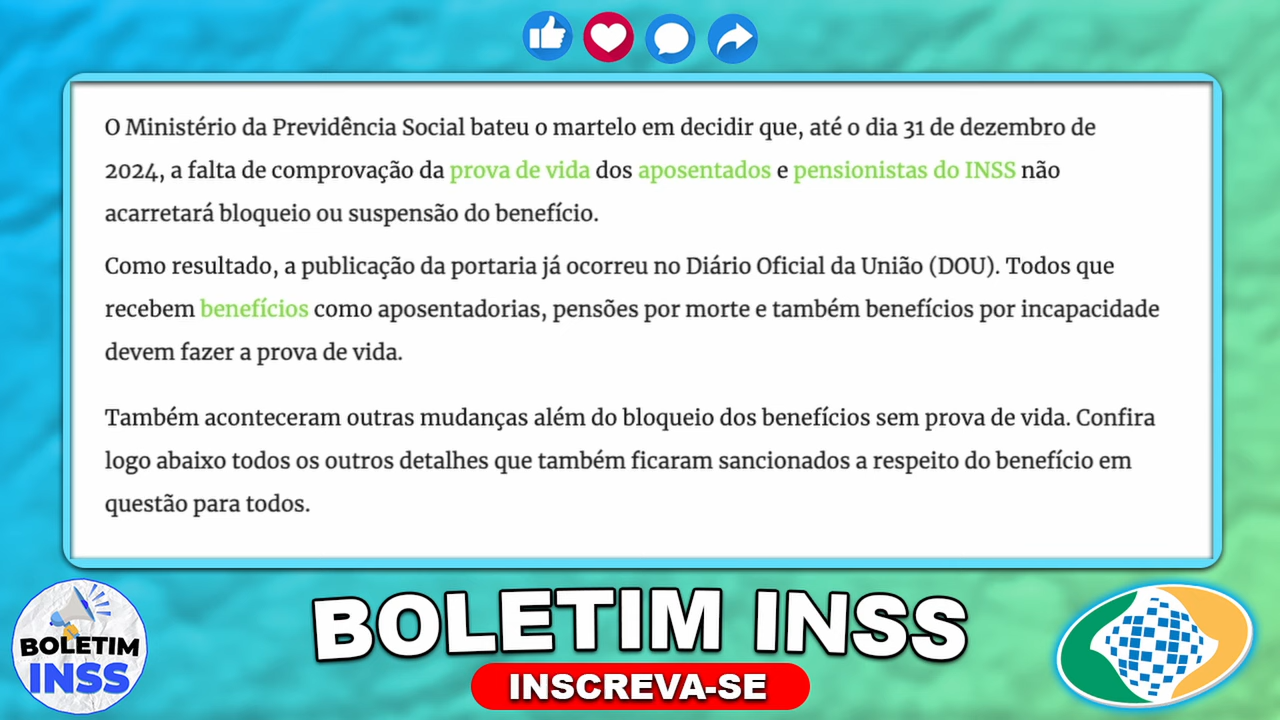 O Ministério da Previdência Social bateu o martelo em decidir que, até o dia 31 de dezembro de
2024, a falta de comprovação da prova de vida dos aposentados e pensionistas do INSS não
acarretará bloqueio ou suspensão do benefício.
Como resultado, a publicação da portaria já ocorreu no Diário Oficial da União (DOU). Todos que
recebem benefícios como aposentadorias, pensões por morte e também benefícios por incapacidade
devem fazer a prova de vida.
Também aconteceram outras mudanças além do bloqueio dos benefícios sem prova de vida. Confira
logo abaixo todos os outros detalhes que também ficaram sancionados a respeito do benefício em
questão para todos.
BOLETIM
INSS
BOLETIM INSS
INSCREVA-SE